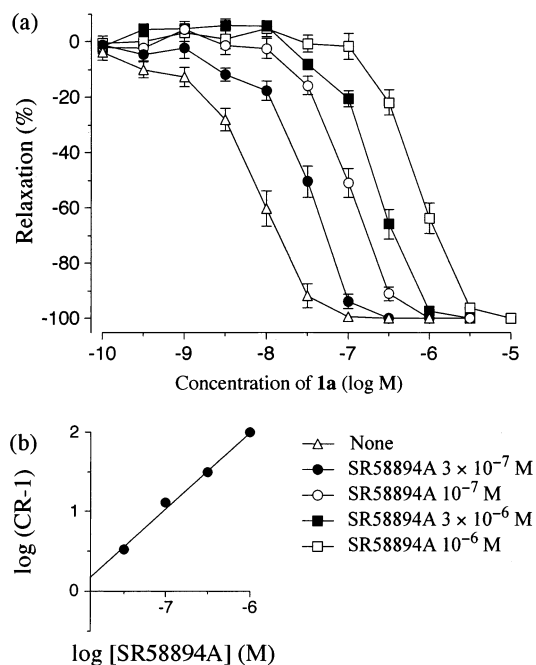 (a)
0
-20
-40
-60
-80
-100
Relaxation (%)
-10 -9 -8 -7 -6 -5
Concentration of 1a (log M)
(b)
2
1
0
log (CR-1)
-7 -6
log [SR58894A] (M)
None
SR58894A 3 × 10⁻⁷ M
SR58894A 10⁻⁷ M
SR58894A 3 × 10⁻⁶ M
SR58894A 10⁻⁶ M